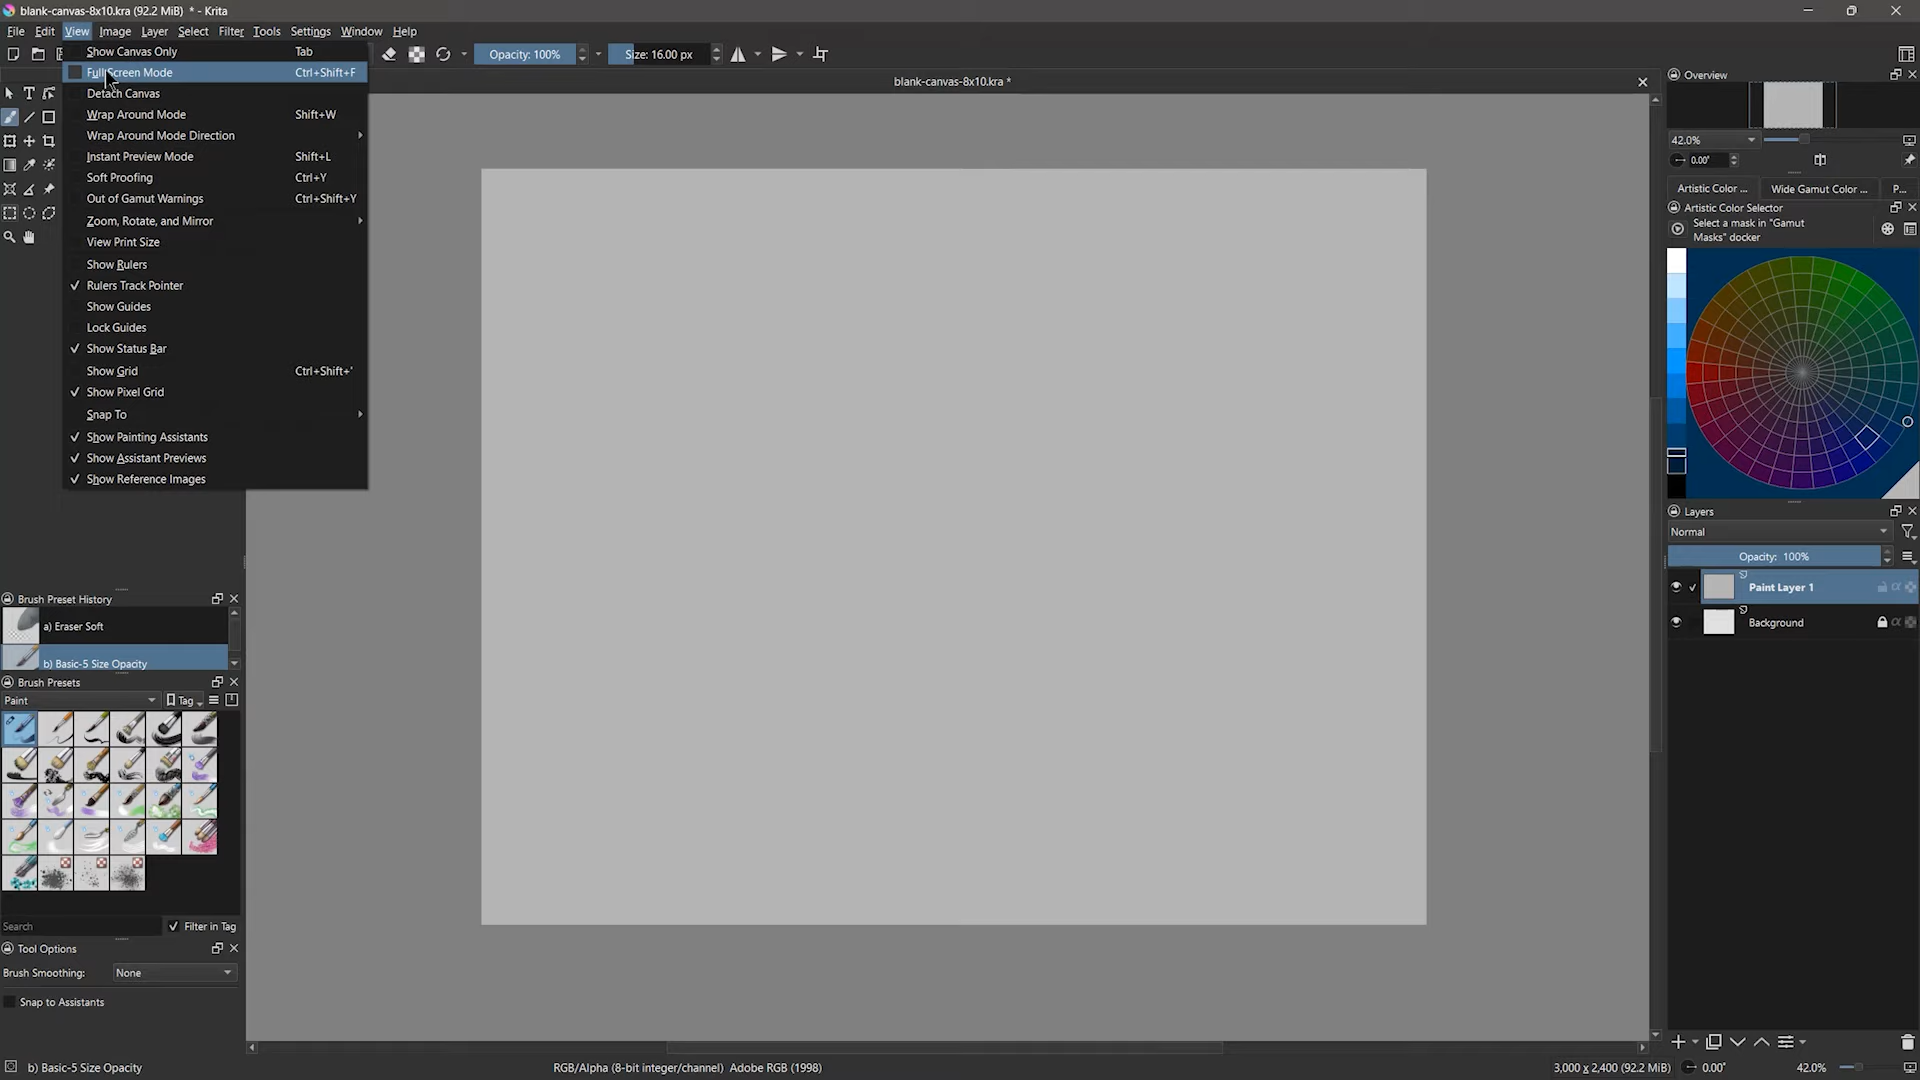 blank-canvas-8x10.kra (92.2 MiB) * - Krita
File Edit View Image Layer Select Filter Tools Settings Window Help
Opacity: 100%
Size: 16.00 px
Show Canvas Only Tab
Full Screen Mode Ctrl+Shift+F
Detach Canvas
Wrap Around Mode Shift+W
Wrap Around Mode Direction
Instant Preview Mode Shift+L
Soft Proofing Ctrl+Y
Out of Gamut Warnings Ctrl+Shift+Y
Zoom, Rotate, and Mirror
View Print Size
Show Rulers
Rulers Track Pointer
Show Guides
Lock Guides
Show Status Bar
Show Grid Ctrl+Shift+'
Show Pixel Grid
Snap To
Show Painting Assistants
Show Assistant Previews
Show Reference Images
blank-canvas-8x10.kra *
Brush Preset History
a) Eraser Soft
b) Basic-5 Size Opacity
Brush Presets
Paint Tag
Search Filter in Tag
Tool Options
Brush Smoothing: None
Snap to Assistants
Overview
42.0%
0.00°
Artistic Color ... Wide Gamut Color ... P...
Artistic Color Selector
Select a mask in "Gamut
Masks" docker
Layers
Normal
Opacity: 100%
Paint Layer 1
Background
b) Basic-5 Size Opacity
RGB/Alpha (8-bit integer/channel) Adobe RGB (1998)
3,000 x 2,400 (92.2 MiB)
0.00°
42.0%